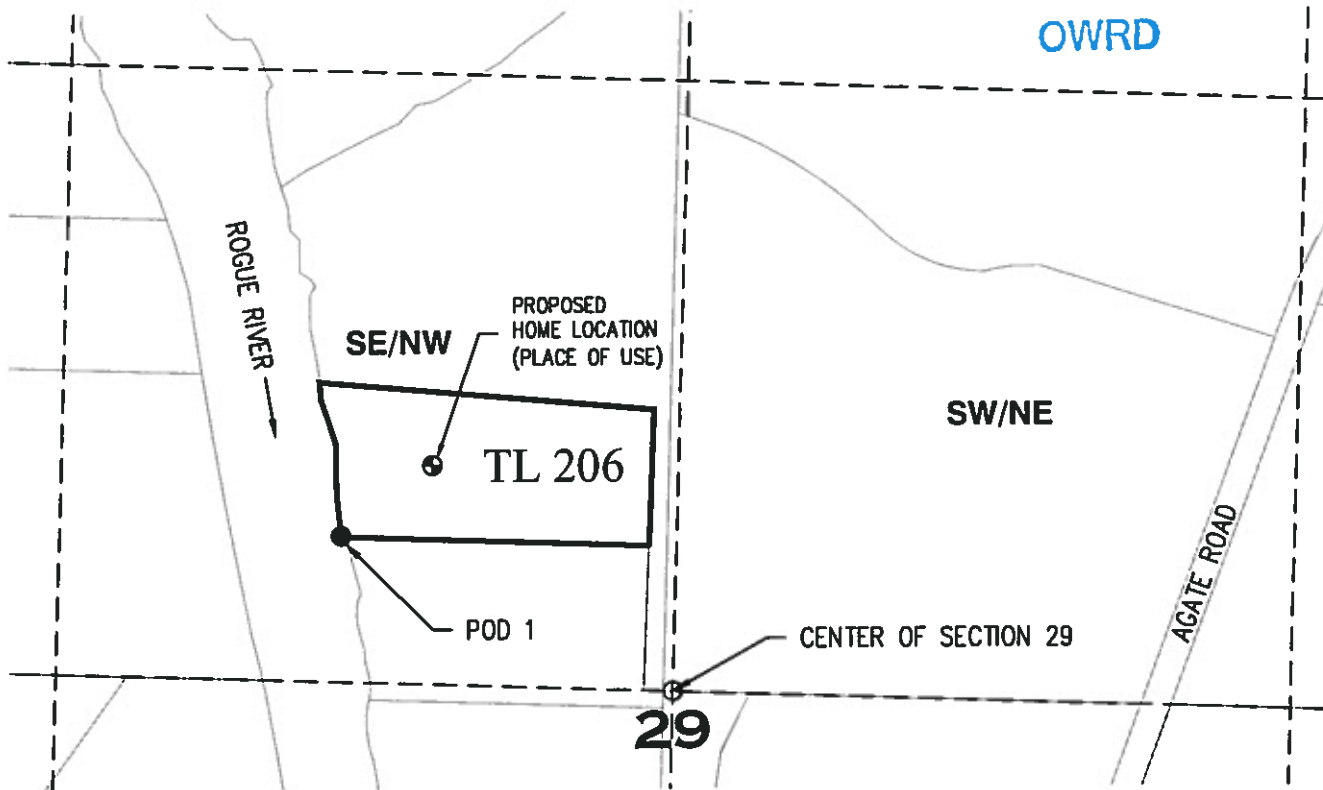 OWRD
ROGUE RIVER
PROPOSED
HOME LOCATION
(PLACE OF USE)
SE/NW
SW/NE
TL 206
AGATE ROAD
POD 1
CENTER OF SECTION 29
29